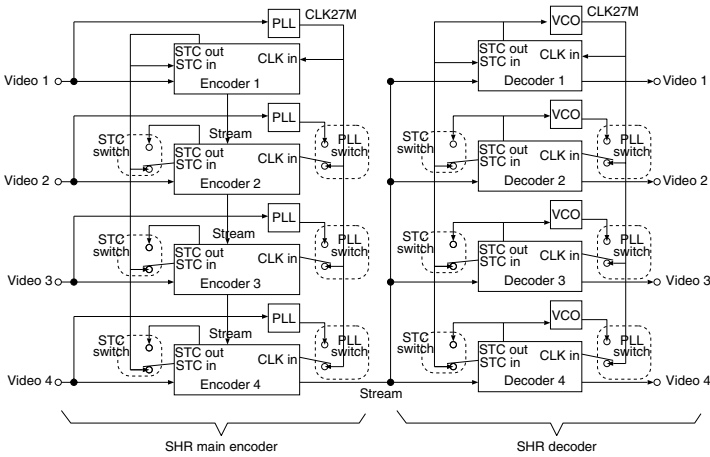 PLL CLK27M
STC out
STC in
CLK in
Encoder 1
Video 1
STC
switch
Stream
PLL
STC out
STC in
CLK in
PLL
switch
Encoder 2
Video 2
STC
switch
Stream
PLL
STC out
STC in
CLK in
PLL
switch
Encoder 3
Video 3
STC
switch
Stream
PLL
STC out
STC in
CLK in
PLL
switch
Encoder 4
Video 4
Stream
SHR main encoder
VCO CLK27M
STC out
STC in
CLK in
Decoder 1
Video 1
STC
switch
VCO
STC out
STC in
CLK in
PLL
switch
Decoder 2
Video 2
STC
switch
VCO
STC out
STC in
CLK in
PLL
switch
Decoder 3
Video 3
STC
switch
VCO
STC out
STC in
CLK in
PLL
switch
Decoder 4
Video 4
SHR decoder